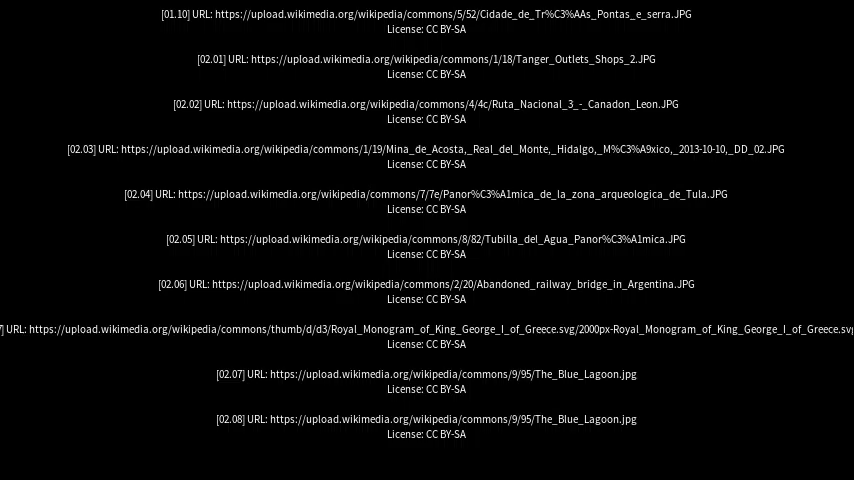 [01.10] URL: https://upload.wikimedia.org/wikipedia/commons/5/52/Cidade_de_Tr%C3%AAs_Pontas_e_serra.JPG
License: CC BY-SA
[02.01] URL: https://upload.wikimedia.org/wikipedia/commons/1/18/Tanger_Outlets_Shops_2.JPG
License: CC BY-SA
[02.02] URL: https://upload.wikimedia.org/wikipedia/commons/4/4c/Ruta_Nacional_3_-_Canadon_Leon.JPG
License: CC BY-SA
[02.03] URL: https://upload.wikimedia.org/wikipedia/commons/1/19/Mina_de_Acosta,_Real_del_Monte,_Hidalgo,_M%C3%A9xico,_2013-10-10,_DD_02.JPG
License: CC BY-SA
[02.04] URL: https://upload.wikimedia.org/wikipedia/commons/7/7e/Panor%C3%A1mica_de_la_zona_arqueologica_de_Tula.JPG
License: CC BY-SA
[02.05] URL: https://upload.wikimedia.org/wikipedia/commons/8/82/Tubilla_del_Agua_Panor%C3%A1mica.JPG
License: CC BY-SA
[02.06] URL: https://upload.wikimedia.org/wikipedia/commons/2/20/Abandoned_railway_bridge_in_Argentina.JPG
License: CC BY-SA
] URL: https://upload.wikimedia.org/wikipedia/commons/thumb/d/d3/Royal_Monogram_of_King_George_I_of_Greece.svg/2000px-Royal_Monogram_of_King_George_I_of_Greece.sv
License: CC BY-SA
[02.07] URL: https://upload.wikimedia.org/wikipedia/commons/9/95/The_Blue_Lagoon.jpg
License: CC BY-SA
[02.08] URL: https://upload.wikimedia.org/wikipedia/commons/9/95/The_Blue_Lagoon.jpg
License: CC BY-SA